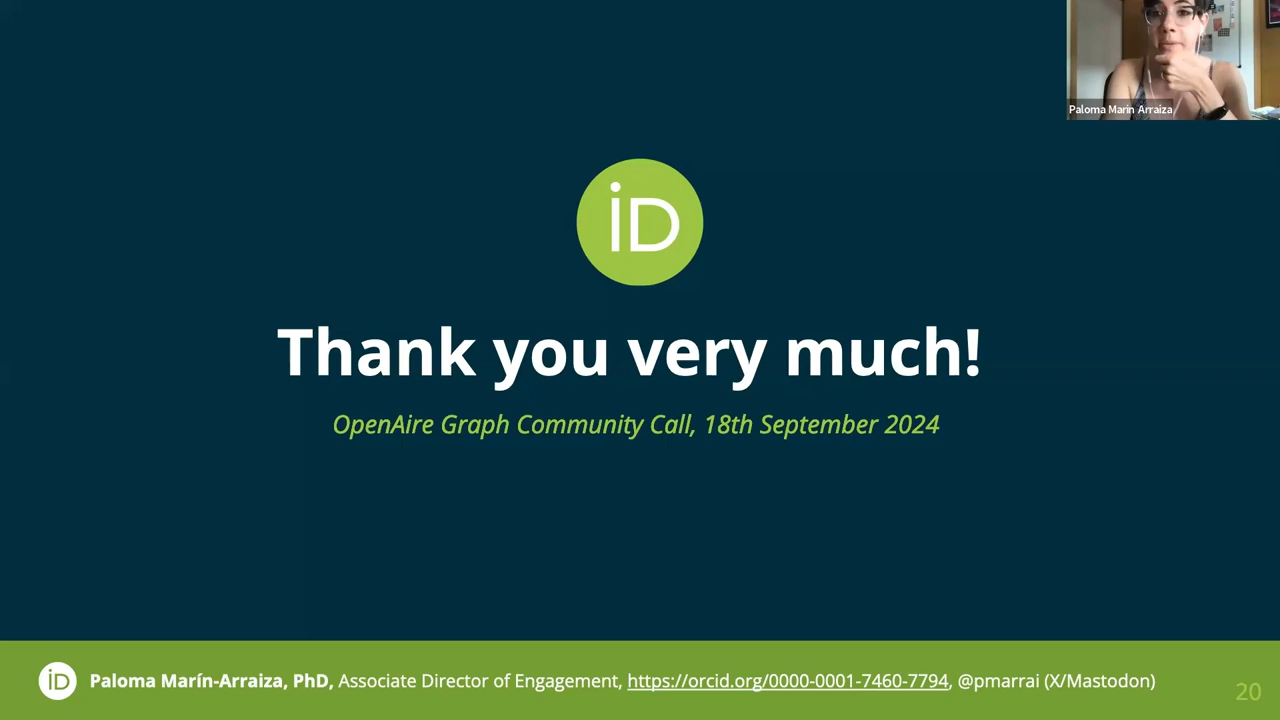 Paloma Marin Arraiza
iD
Thank you very much!
OpenAire Graph Community Call, 18th September 2024
iD Paloma Marín-Arraiza, PhD, Associate Director of Engagement, https://orcid.org/0000-0001-7460-7794, @pmarrai (X/Mastodon)
20